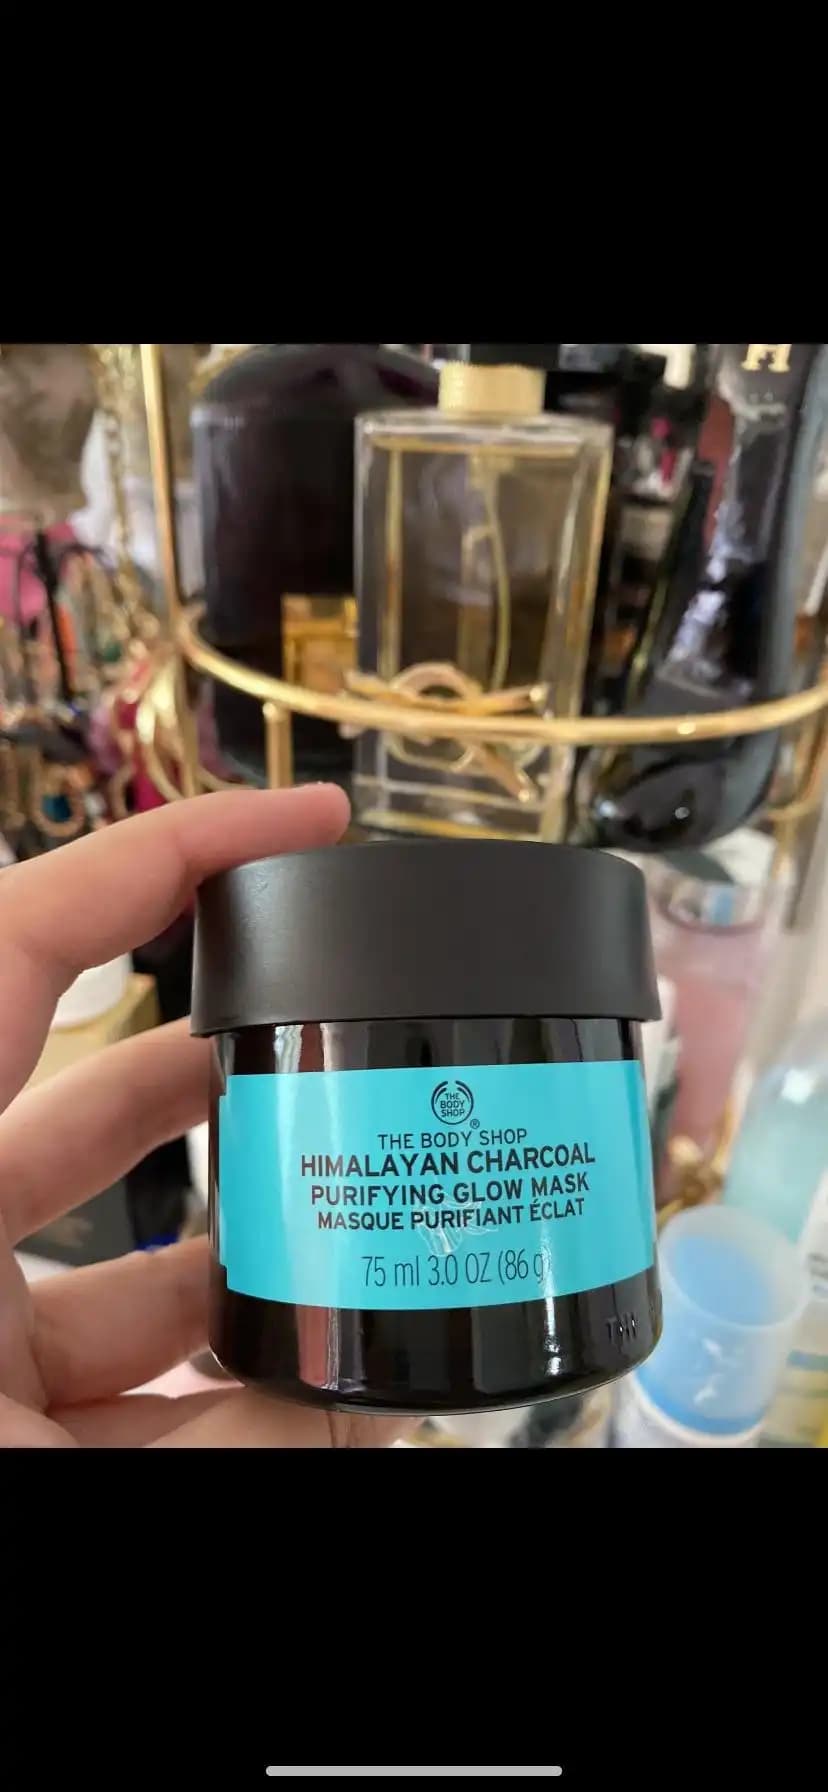 H
THE
BODY
SHOP
®
THE BODY SHOP
HIMALAYAN CHARCOAL
PURIFYING GLOW MASK
MASQUE PURIFIANT ÉCLAT
75 ml 3.0 OZ (86 g)